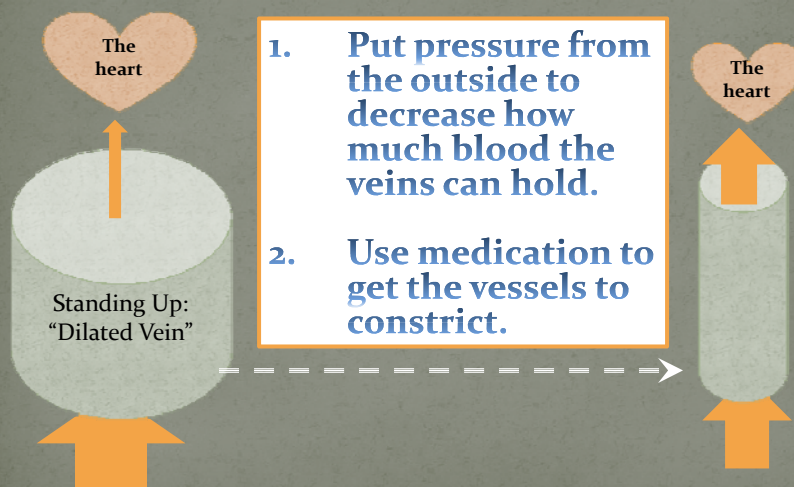 The
heart
1. Put pressure from
the outside to
decrease how
much blood the
veins can hold.
2. Use medication to
get the vessels to
constrict.
The
heart
Standing Up:
“Dilated Vein”